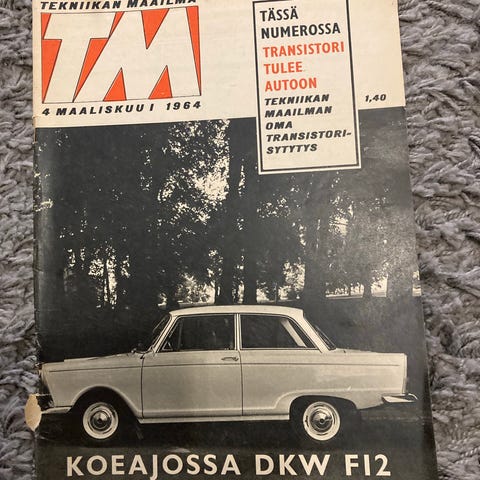 TEKNIIKAN MAAILMA
TM
4 MAALISKUU I 1964
TÄSSÄ
NUMEROSSA
TRANSISTORI
TULEE
AUTOON
TEKNIIKAN
MAAILMAN
OMA
TRANSISTORI-
SYTYTYS
1,40
KOEAJOSSA DKW F12